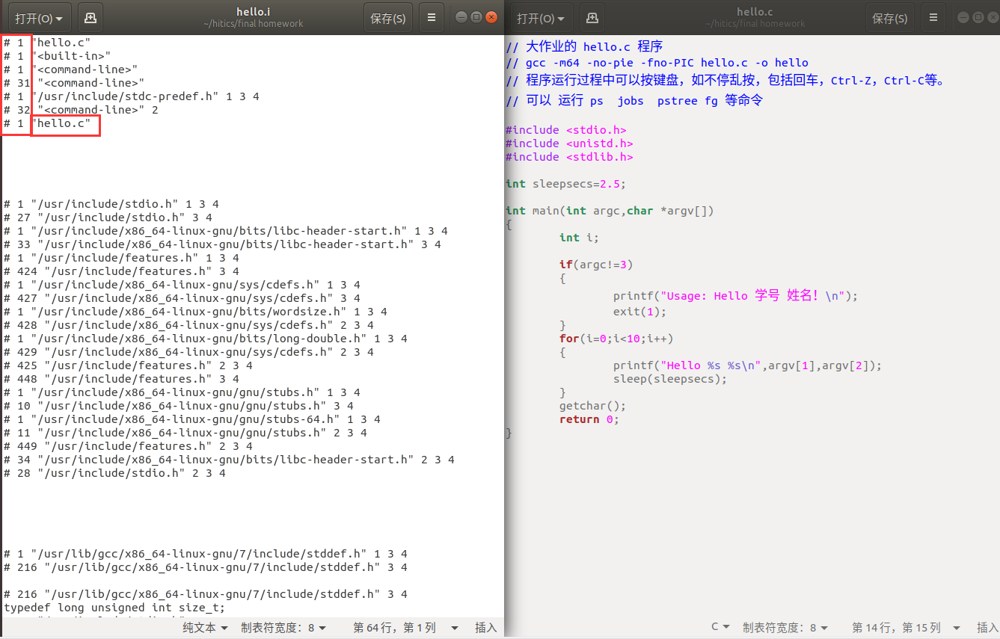 打开(O)
hello.i
~/hitics/final homework
保存(S)
# 1 "hello.c"
# 1 "<built-in>"
# 1 "<command-line>"
# 31 "<command-line>"
# 1 "/usr/include/stdc-predef.h" 1 3 4
# 32 "<command-line>" 2
# 1 "hello.c"
# 1 "/usr/include/stdio.h" 1 3 4
# 27 "/usr/include/stdio.h" 3 4
# 1 "/usr/include/x86_64-linux-gnu/bits/libc-header-start.h" 1 3 4
# 33 "/usr/include/x86_64-linux-gnu/bits/libc-header-start.h" 3 4
# 1 "/usr/include/features.h" 1 3 4
# 424 "/usr/include/features.h" 3 4
# 1 "/usr/include/x86_64-linux-gnu/sys/cdefs.h" 1 3 4
# 427 "/usr/include/x86_64-linux-gnu/sys/cdefs.h" 3 4
# 1 "/usr/include/x86_64-linux-gnu/bits/wordsize.h" 1 3 4
# 428 "/usr/include/x86_64-linux-gnu/sys/cdefs.h" 2 3 4
# 1 "/usr/include/x86_64-linux-gnu/bits/long-double.h" 1 3 4
# 429 "/usr/include/x86_64-linux-gnu/sys/cdefs.h" 2 3 4
# 425 "/usr/include/features.h" 2 3 4
# 448 "/usr/include/features.h" 3 4
# 1 "/usr/include/x86_64-linux-gnu/gnu/stubs.h" 1 3 4
# 10 "/usr/include/x86_64-linux-gnu/gnu/stubs.h" 3 4
# 1 "/usr/include/x86_64-linux-gnu/gnu/stubs-64.h" 1 3 4
# 11 "/usr/include/x86_64-linux-gnu/gnu/stubs.h" 2 3 4
# 449 "/usr/include/features.h" 2 3 4
# 34 "/usr/include/x86_64-linux-gnu/bits/libc-header-start.h" 2 3 4
# 28 "/usr/include/stdio.h" 2 3 4
# 1 "/usr/lib/gcc/x86_64-linux-gnu/7/include/stddef.h" 1 3 4
# 216 "/usr/lib/gcc/x86_64-linux-gnu/7/include/stddef.h" 3 4
# 216 "/usr/lib/gcc/x86_64-linux-gnu/7/include/stddef.h" 3 4
typedef long unsigned int size_t;
纯文本 制表符宽度：8 第 64 行，第 1 列 插入
打开(O)
hello.c
~/hitics/final homework
保存(S)
// 大作业的 hello.c 程序
// gcc -m64 -no-pie -fno-PIC hello.c -o hello
// 程序运行过程中可以按键盘，如不停乱按，包括回车，Ctrl-Z，Ctrl-C等。
// 可以 运行 ps  jobs  pstree fg 等命令
#include <stdio.h>
#include <unistd.h>
#include <stdlib.h>
int sleepsecs=2.5;
int main(int argc,char *argv[])
{
int i;
if(argc!=3)
{
printf("Usage: Hello 学号 姓名！\n");
exit(1);
}
for(i=0;i<10;i++)
{
printf("Hello %s %s\n",argv[1],argv[2]);
sleep(sleepsecs);
}
getchar();
return 0;
}
C 制表符宽度：8 第 14 行，第 15 列 插入